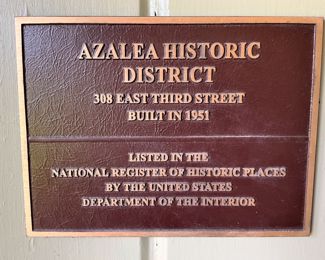 AZALEA HISTORIC
DISTRICT
308 EAST THIRD STREET
BUILT IN 1951
LISTED IN THE
NATIONAL REGISTER OF HISTORIC PLACES
BY THE UNITED STATES
DEPARTMENT OF THE INTERIOR